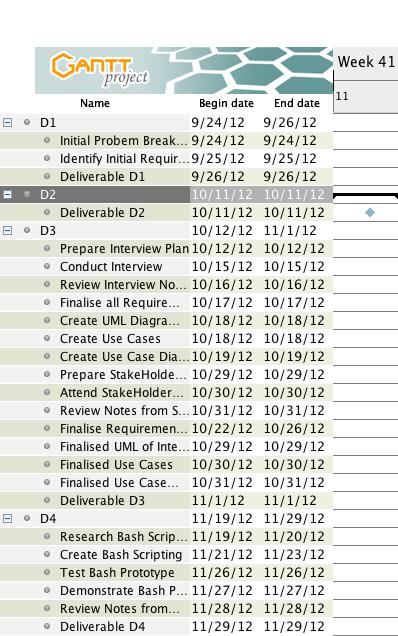 GANTT
project
Week 41
11
Name Begin date End date
D1 9/24/12 9/26/12
Initial Probem Break... 9/24/12 9/24/12
Identify Initial Requir... 9/25/12 9/25/12
Deliverable D1 9/26/12 9/26/12
D2 10/11/12 10/11/12
Deliverable D2 10/11/12 10/11/12
D3 10/12/12 11/1/12
Prepare Interview Plan 10/12/12 10/12/12
Conduct Interview 10/15/12 10/15/12
Review Interview No... 10/16/12 10/16/12
Finalise all Require... 10/17/12 10/17/12
Create UML Diagra... 10/18/12 10/18/12
Create Use Cases 10/18/12 10/18/12
Create Use Case Dia... 10/19/12 10/19/12
Prepare StakeHolde... 10/29/12 10/29/12
Attend StakeHolder... 10/30/12 10/30/12
Review Notes from S... 10/31/12 10/31/12
Finalise Requiremen... 10/22/12 10/26/12
Finalised UML of Inte... 10/29/12 10/29/12
Finalised Use Cases 10/30/12 10/30/12
Finalised Use Case... 10/31/12 10/31/12
Deliverable D3 11/1/12 11/1/12
D4 11/19/12 11/29/12
Research Bash Scrip... 11/19/12 11/20/12
Create Bash Scripting 11/21/12 11/23/12
Test Bash Prototype 11/26/12 11/26/12
Demonstrate Bash P... 11/27/12 11/27/12
Review Notes from... 11/28/12 11/28/12
Deliverable D4 11/29/12 11/29/12